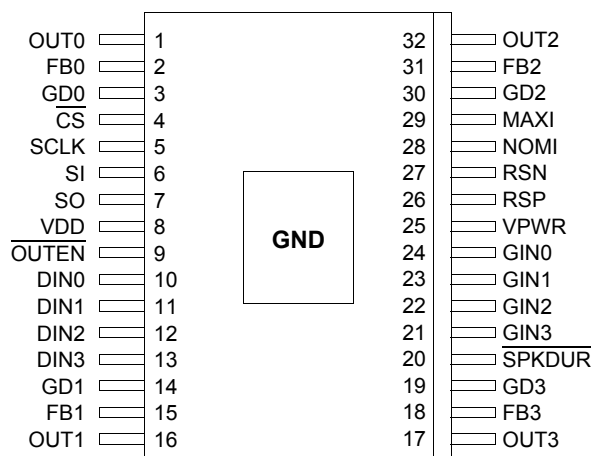 OUT0 1 32 OUT2
FB0 2 31 FB2
GD0 3 30 GD2
C̅S̅ 4 29 MAXI
SCLK 5 28 NOMI
SI 6 27 RSN
SO 7 26 RSP
VDD 8 25 VPWR
GND
O̅U̅T̅E̅N̅ 9 24 GIN0
DIN0 10 23 GIN1
DIN1 11 22 GIN2
DIN2 12 21 GIN3
DIN3 13 20 S̅P̅K̅D̅U̅R̅
GD1 14 19 GD3
FB1 15 18 FB3
OUT1 16 17 OUT3